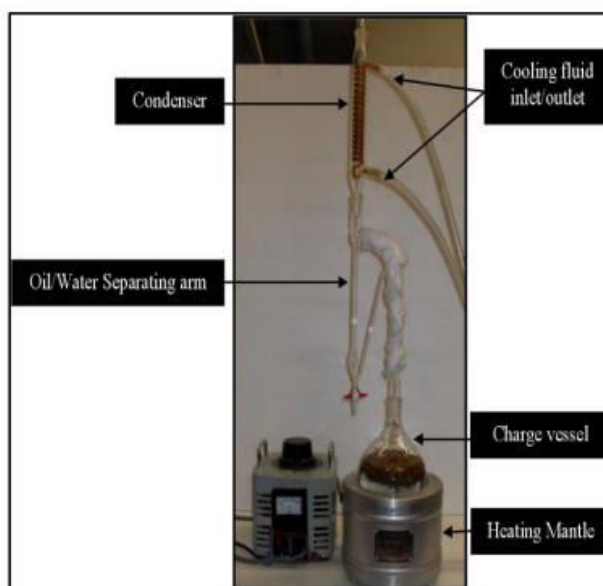 Condenser
Cooling fluid
inlet/outlet
Oil/Water Separating arm
Charge vessel
Heating Mantle